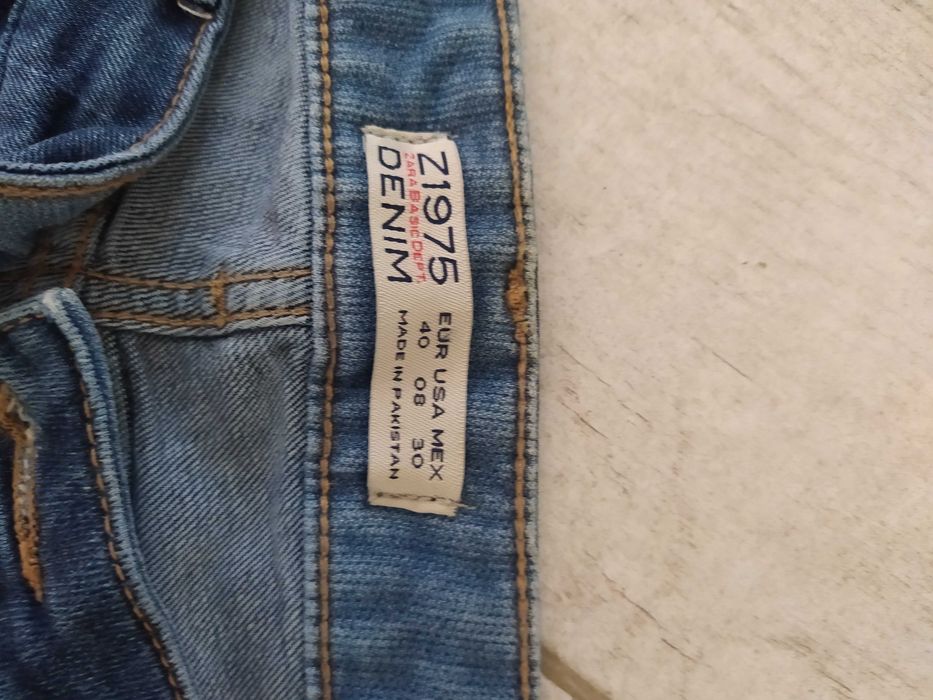 Z1975
ZARA BASIC DEPT.
DENIM
EUR USA MEX
40 08 30
MADE IN PAKISTAN